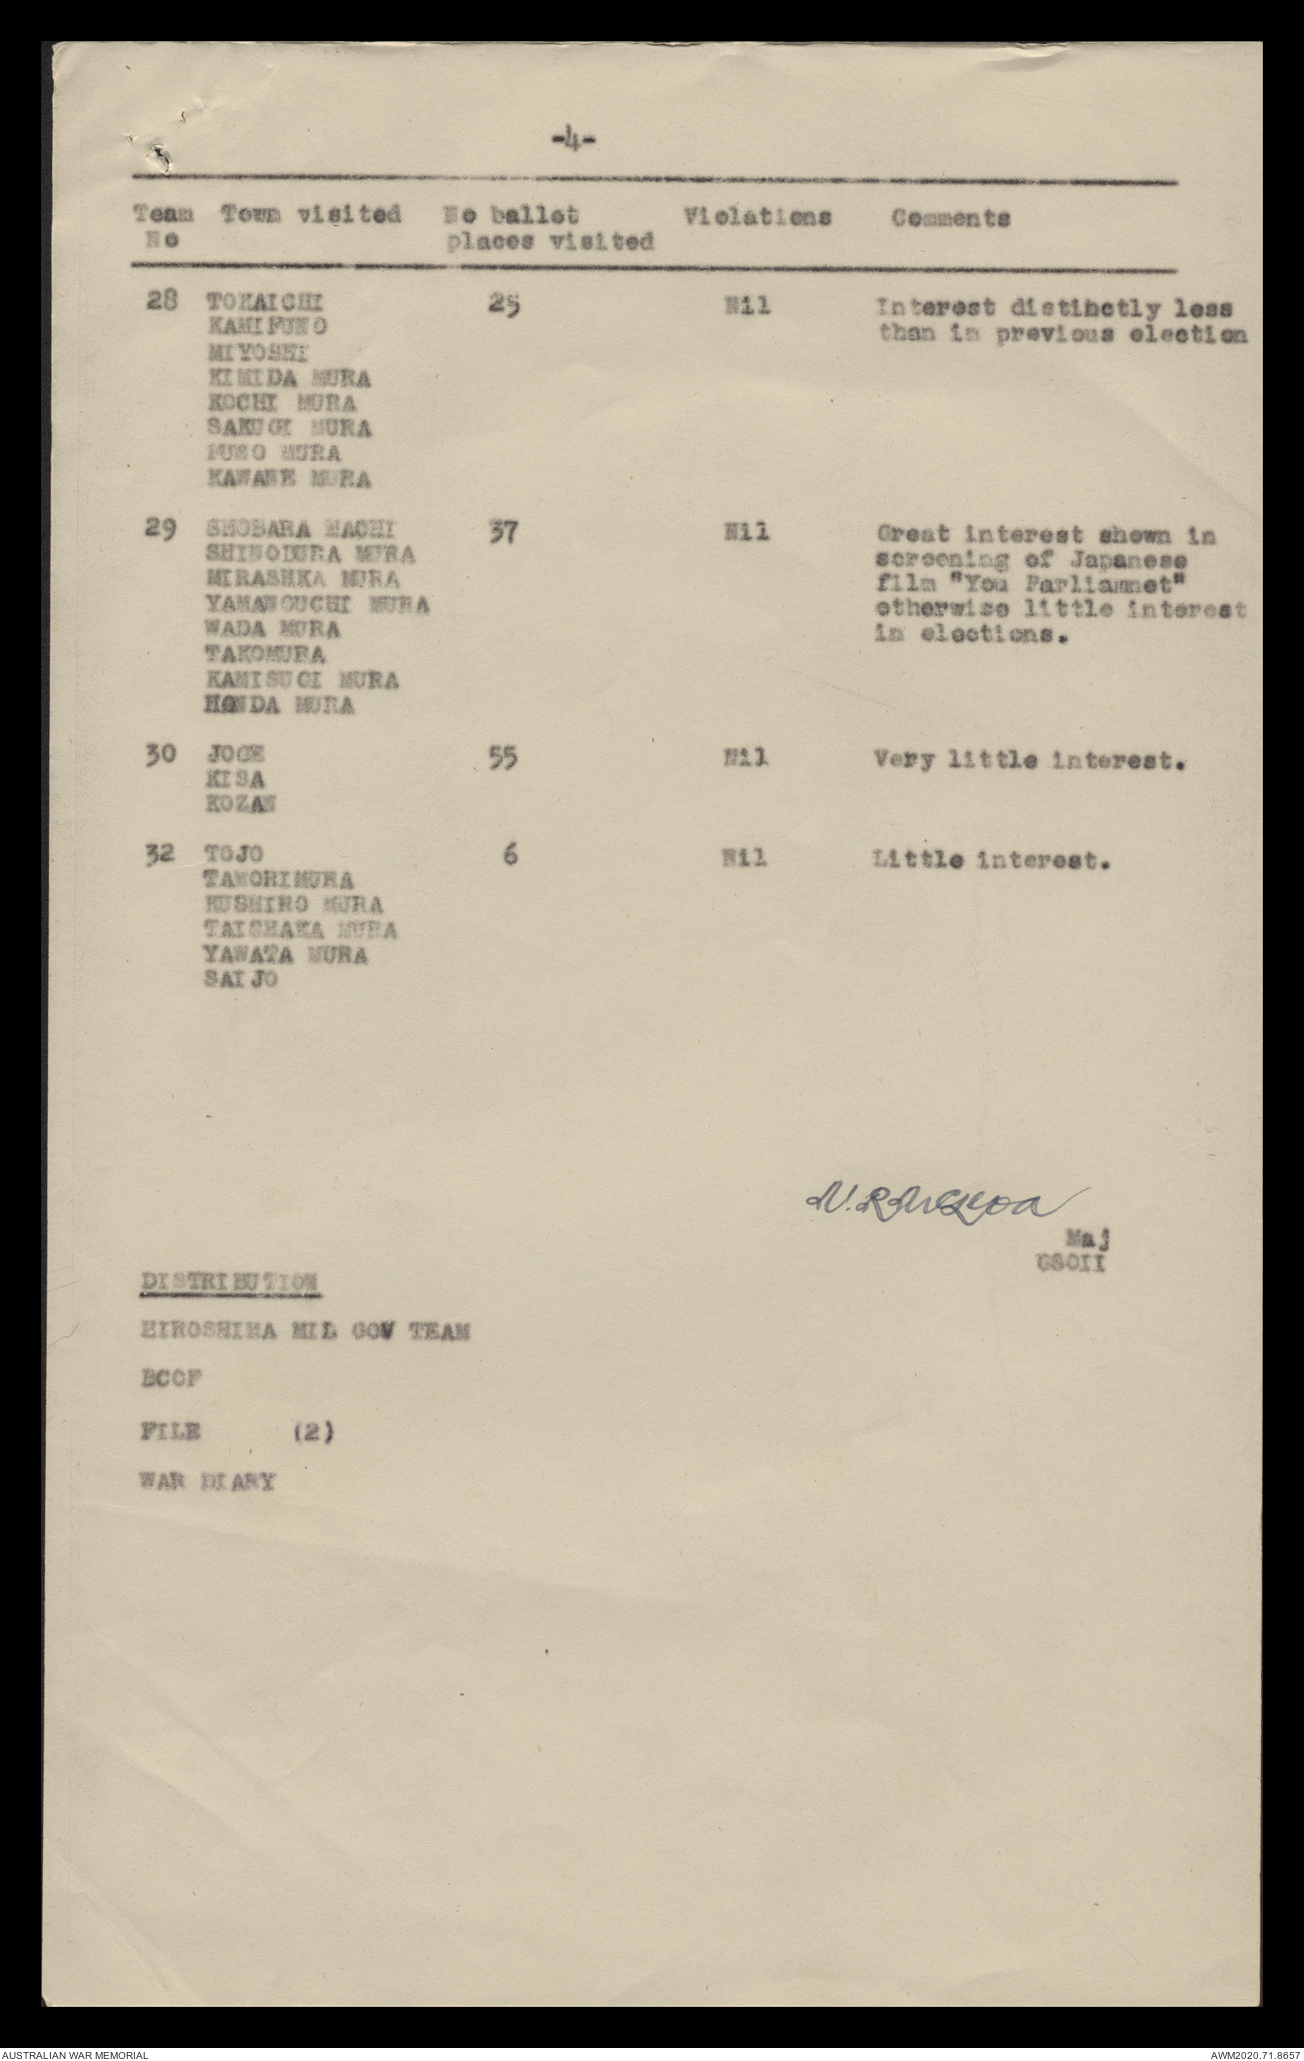 -4-
Team Town visited No ballot Violations Comments
No places visited
28 TOKAICHI 25 Nil Interest distinctly less
KAMIFUNO than in previous election
MIYOSHI
KIMIDA MURA
KOCHI MURA
SAKUGI MURA
FUNO MURA
KAWANE MURA
29 SHOBARA MACHI 37 Nil Great interest shown in
SHINOBURA MURA screening of Japanese
MIRASHKA MURA film "You Parliamnet"
YAMANOUCHI MURA otherwise little interest
WADA MURA in elections.
TAKOMURA
KAMISUGI MURA
HONDA MURA
30 JOGE 55 Nil Very little interest.
KISA
KOZAN
32 TOJO 6 Nil Little interest.
TAMORIMURA
KUSHIRO MURA
TAISHAKA MURA
YAWATA MURA
SAIJO
Maj
GSOII
DISTRIBUTION
HIROSHIMA MIL GOV TEAM
BCOF
FILE (2)
WAR DIARY
AUSTRALIAN WAR MEMORIAL AWM2020.71.8657